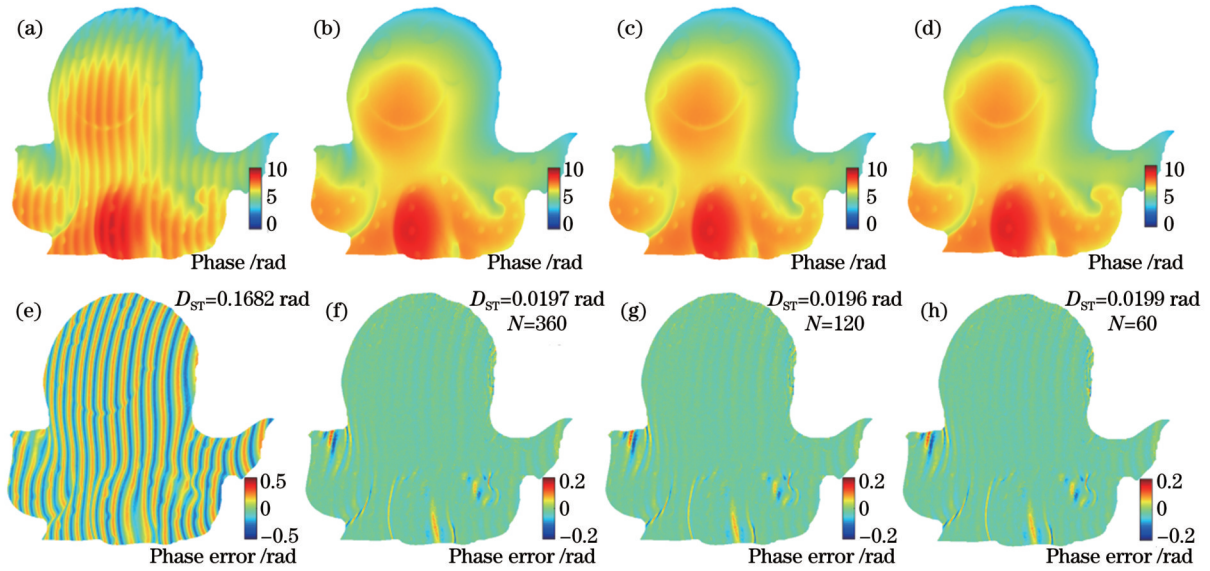 (a)
10
5
0
Phase /rad
(b)
10
5
0
Phase /rad
(c)
10
5
0
Phase /rad
(d)
10
5
0
Phase /rad
(e)
D_ST=0.1682 rad
0.5
0
−0.5
Phase error /rad
(f)
D_ST=0.0197 rad
N=360
0.2
0
−0.2
Phase error /rad
(g)
D_ST=0.0196 rad
N=120
0.2
0
−0.2
Phase error /rad
(h)
D_ST=0.0199 rad
N=60
0.2
0
−0.2
Phase error /rad